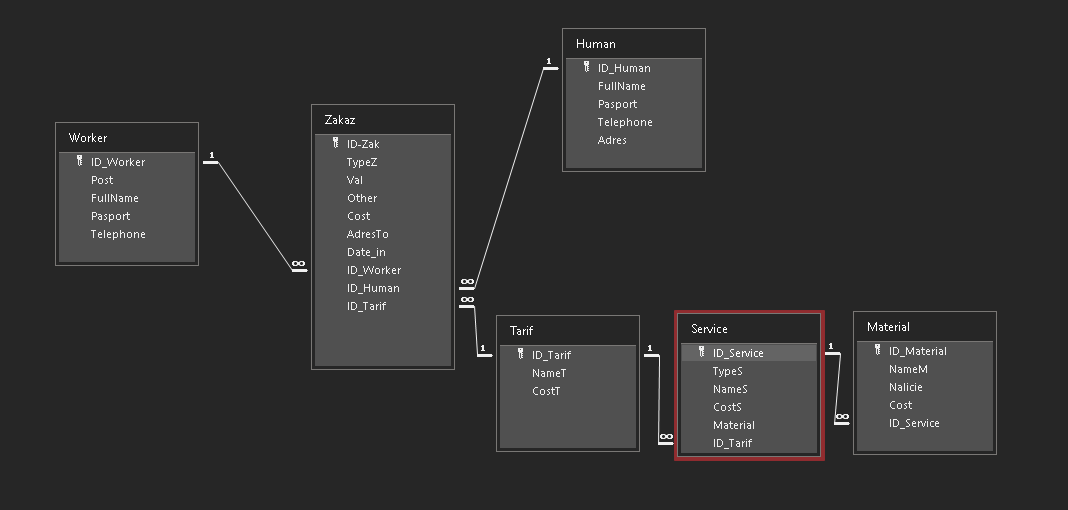 Human
ID_Human
FullName
Pasport
Telephone
Adres
1
Worker
ID_Worker
Post
FullName
Pasport
Telephone
1
∞
Zakaz
ID-Zak
TypeZ
Val
Other
Cost
AdresTo
Date_in
ID_Worker
ID_Human
ID_Tarif
∞
∞
1
Tarif
ID_Tarif
NameT
CostT
1
∞
Service
ID_Service
TypeS
NameS
CostS
Material
ID_Tarif
1
∞
Material
ID_Material
NameM
Nalicie
Cost
ID_Service